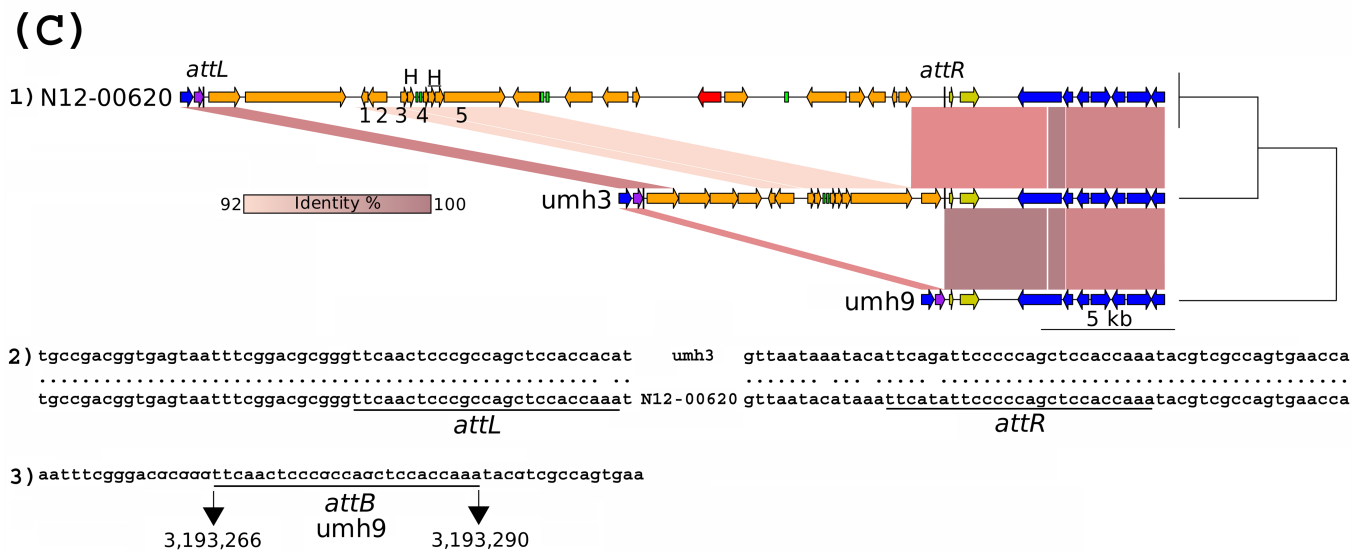 (C)
attL
H
H
attR
1) N12-00620
1 2 3 4 5
umh3
92 Identity % 100
umh9
5 kb
2) tgccgacggtgagtaatttcggacgcgggttcaactcccgccagctccaccacat umh3 gttaataaatacattcagattcccccagctccaccaaatacgtcgccagtgaacca
tgccgacggtgagtaatttcggacgcgggttcaactcccgccagctccaccaaat N12-00620 gttaatacataaattcatattcccccagctccaccaaatacgtcgccagtgaacca
attL
attR
3) aatttcgggacgcgggttcaactcccgccagctccaccaaatacgtcgccagtgaa
attB
umh9
3,193,266
3,193,290